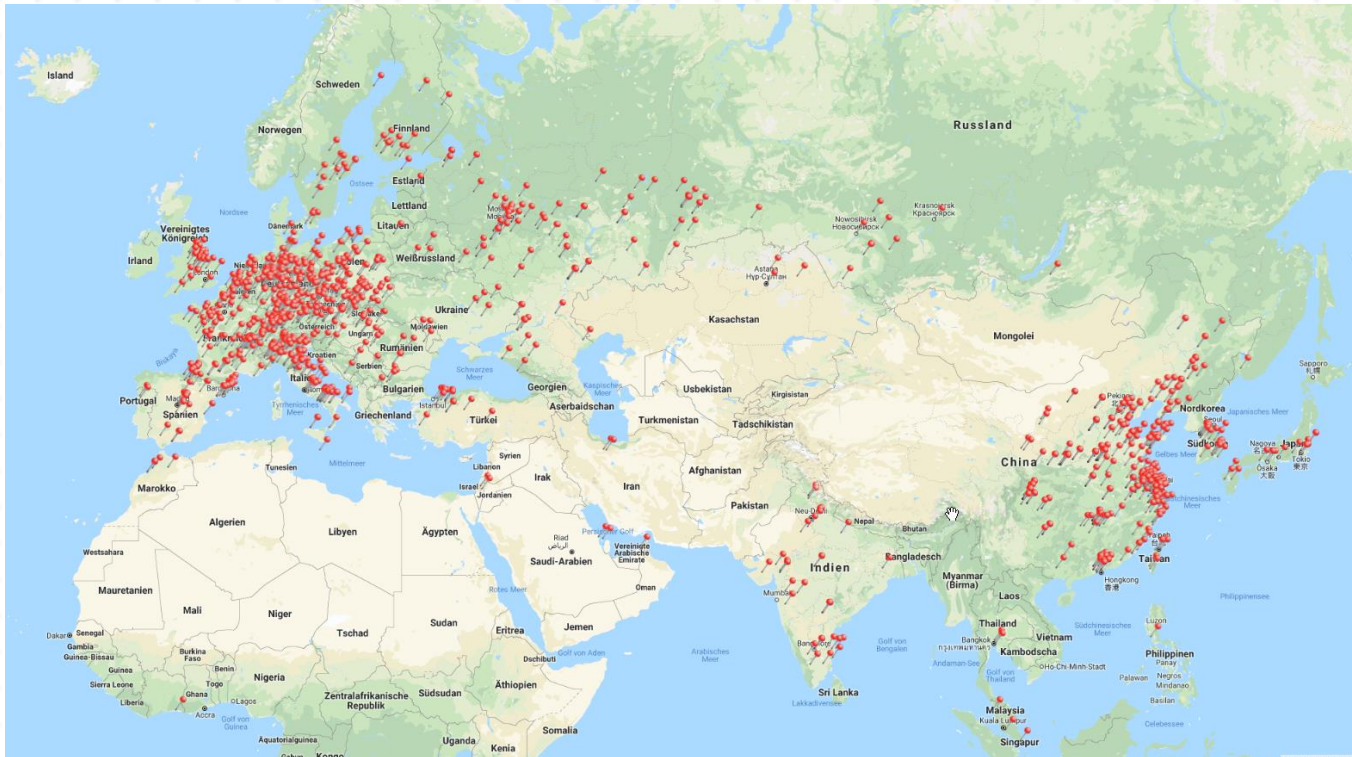 Island
Schweden
Norwegen
Finnland
Russland
Estland
Ostsee
Lettland
Nordsee
Litauen
Dänemark
Vereinigtes
Königreich
Irland
London
Weißrussland
Nowosibirsk
Новосибирск
Krasnojarsk
Красноярск
Astana
Нур-Султан
Ukraine
Kasachstan
Mongolei
Österreich
Slowakei
Ungarn
Moldawien
Frankreich
Kroatien
Rumänien
Serbien
Biskaya
Italien
Bulgarien
Schwarzes
Meer
Georgien
Kaspisches
Meer
Usbekistan
Kirgisistan
Aserbaidschan
Turkmenistan
Tadschikistan
Portugal
Spanien
Barcelona
Tyrrhenisches
Meer
Griechenland
Istanbul
Türkei
Sapporo
札幌
Nordkorea
Japanisches Meer
Seoul
Südkorea
Gelbes Meer
Nagoya
Japan
Osaka
大阪
Tokio
東京
China
Marokko
Tunesien
Mittelmeer
Syrien
Libanon
Israel
Jordanien
Irak
Iran
Afghanistan
Pakistan
Neu-Delhi
Nepal
Bhutan
Algerien
Libyen
Ägypten
Riad
الرياض
Saudi-Arabien
Persischer Golf
Vereinigte
Arabische
Emirate
Oman
Indien
Bangladesch
Myanmar
(Birma)
Laos
Hongkong
香港
Taipeh
Taiwan
Westsahara
Mauretanien
Mali
Niger
Tschad
Sudan
Rotes Meer
Eritrea
Jemen
Golf von Aden
Dschibuti
Arabisches
Meer
Mumbai
Golf von
Bengalen
Thailand
Bangkok
กรุงเทพมหานคร
Vietnam
Kambodscha
Ho-Chi-Minh-Stadt
Südchinesisches
Meer
Philippinensee
Luzon
Philippinen
Panay
Negros
Palawan
Mindanao
Basilan
Dakar
Senegal
Gambia
Guinea-Bissau
Guinea
Sierra Leone
Liberia
Burkina
Faso
Benin
Togo
Ghana
Accra
Lagos
Nigeria
Golf von
Guinea
Äquatorialguinea
Zentralafrikanische
Republik
Südsudan
Äthiopien
Somalia
Uganda
Kenia
Gabun
Kongo
Sri Lanka
Lakkadivensee
Andamanen-See
Golf von
Thailand
Malaysia
Kuala Lumpur
Singapur
Celebessee